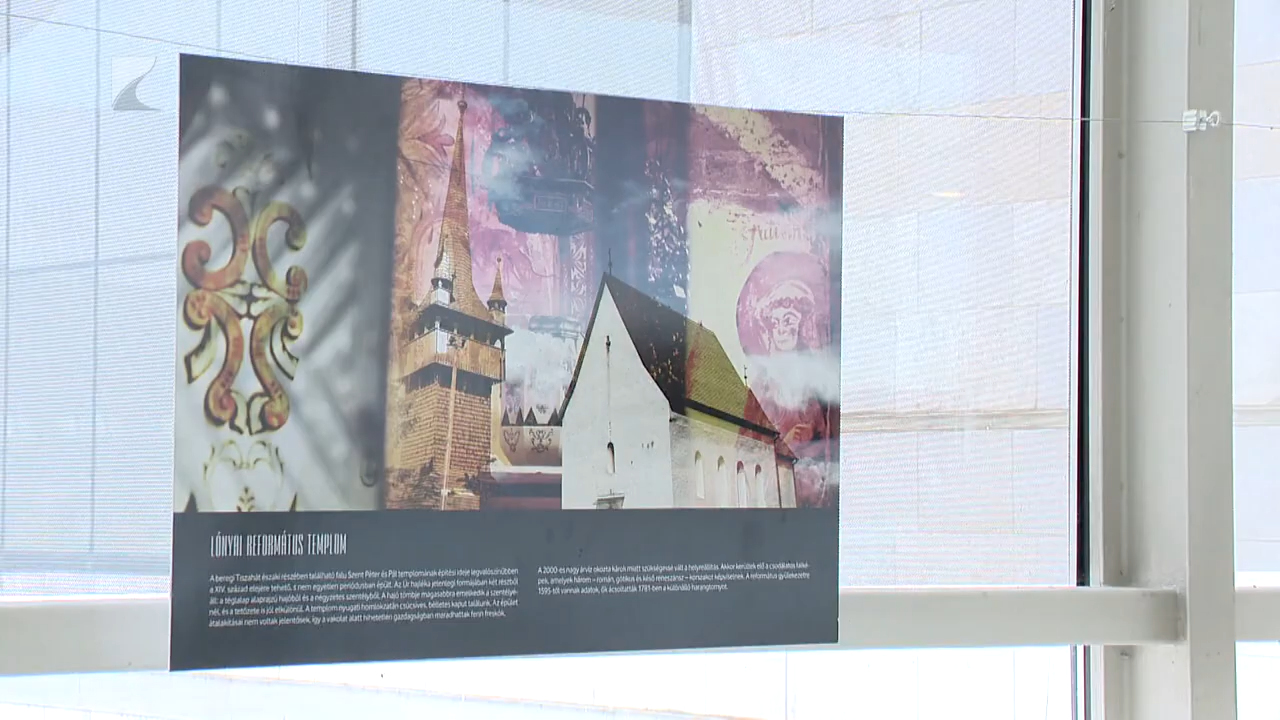 LÓNYAI REFORMÁTUS TEMPLOM
A beregi Tiszahát északi részében található falu Szent Péter és Pál templomának építési ideje legvalószínűbben
a XIV. század elejére tehető, s nem egyetlen periódusban épült. Az Úr hajléka jelenlegi formájában két részből
áll: a téglalap alaprajzú hajóból és a négyzetes szentélyből. A hajó tömbje magasabbra emelkedik a szentélyé-
nél, és a tetőzete is jól elkülönül. A templom nyugati homlokzatán csúcsíves, béletes kaput találunk. Az épület
átalakításai nem voltak jelentősek, így a vakolat alatt hihetetlen gazdagságban maradhattak fenn freskók.
A 2000-es nagy árvíz okozta károk miatt szükségessé vált a helyreállítás. Akkor kerültek elő a csodálatos falké-
pek, amelyek három – román, gótikus és késő reneszánsz – korszakot képviselnek. A református gyülekezetre
1595-től vannak adatok, ők ácsoltatták 1781-ben a különálló harangtornyot.